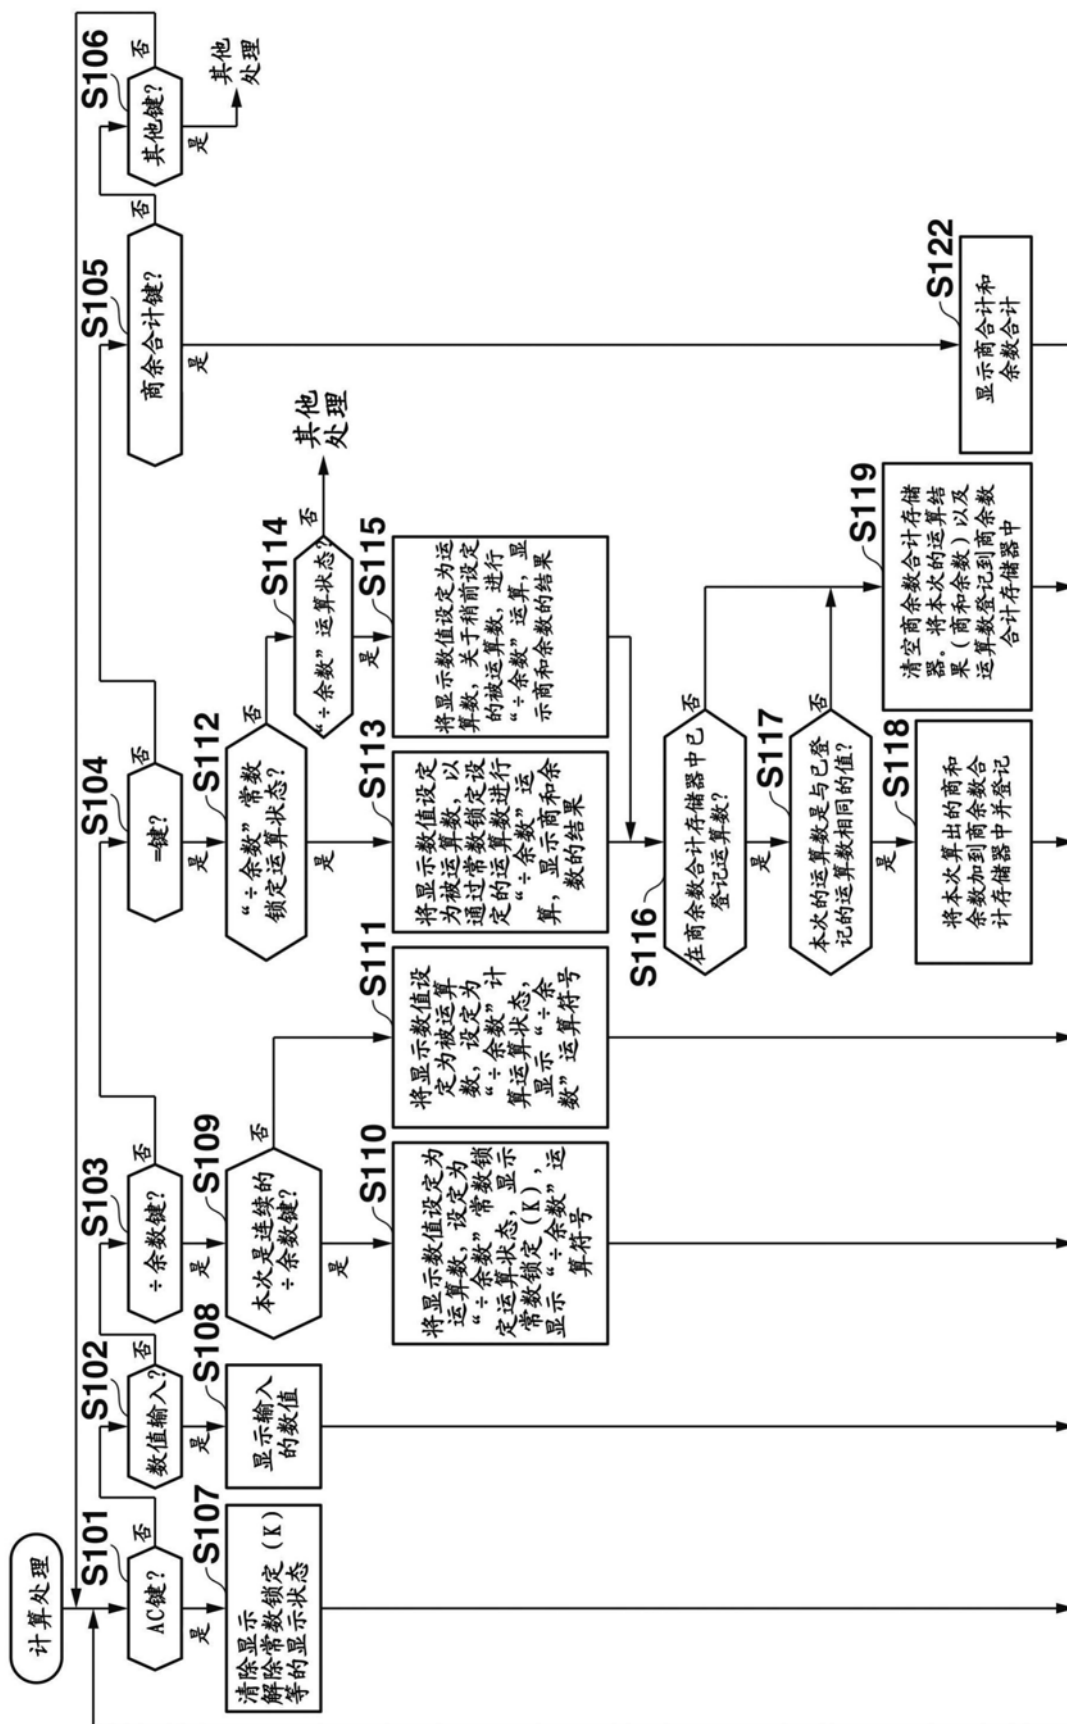 计算处理
S101
AC键?
否
是
S102
数值输入?
否
是
S103
÷余数键?
否
是
S104
=键?
否
是
S105
商余合计键?
否
是
S106
其他键?
否
是
其他
处理
S107
清除显示
解除常数锁定(K)
等的显示状态
S108
显示输入
的数值
S109
本次是连续的
÷余数键?
否
是
S110
将显示数值设定为
运算数,设定为
“÷余数”常数锁
定运算状态,显示
常数锁定(K),
显示“÷余数”运
算符号
S111
将显示数值设
定为被运算
数,设定为
“÷余数”计
算运算状态,
显示“÷余
数”运算符号
S112
“÷余数”常数
锁定运算状态?
否
是
S113
将显示数值设定
为被运算数,以
通过常数锁定设
定的运算数进行
“÷余数”运
算,显示商和余
数的结果
S114
“÷余数”运算状态?
否
是
其他
处理
S115
将显示数值设定为运
算数,关于稍前设定
的被运算数,进行
“÷余数”运算,显
示商和余数的结果
S116
在商余数合计存储器中已
登记运算数?
否
是
S117
本次的运算数是与已登
记的运算数相同的值?
否
是
S118
将本次算出的商和
余数加到商余数合
计存储器中并登记
S119
清空商余数合计存储
器。将本次的运算结
果(商和余数)以及
运算数登记到商余数
合计存储器中
S122
显示商合计和
余数合计